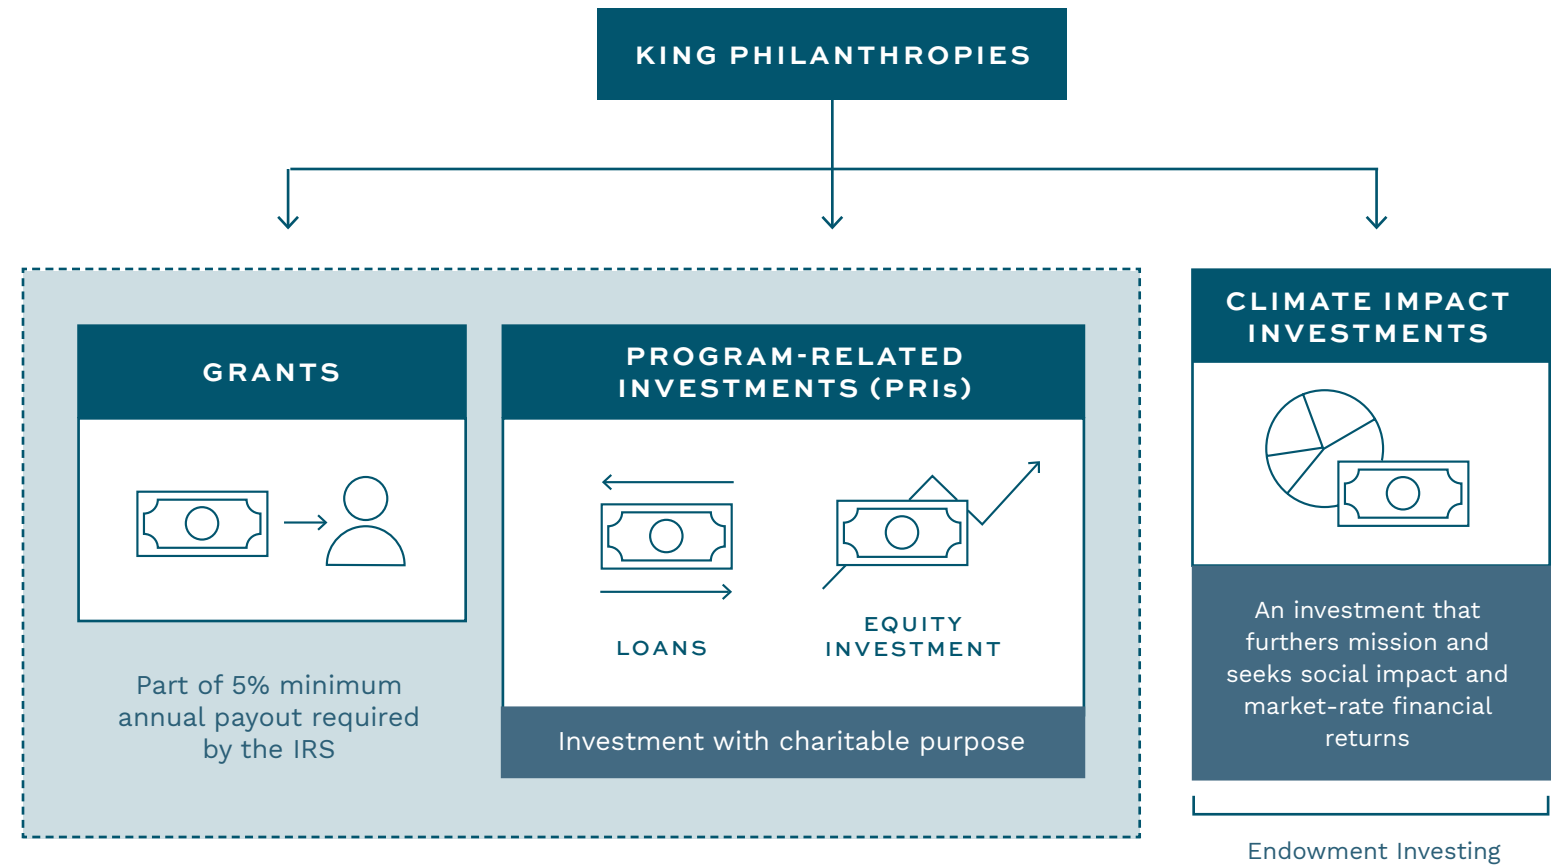 KING PHILANTHROPIES
GRANTS
Part of 5% minimum
annual payout required
by the IRS
PROGRAM-RELATED
INVESTMENTS (PRIs)
LOANS
EQUITY
INVESTMENT
Investment with charitable purpose
CLIMATE IMPACT
INVESTMENTS
An investment that
furthers mission and
seeks social impact and
market-rate financial
returns
Endowment Investing